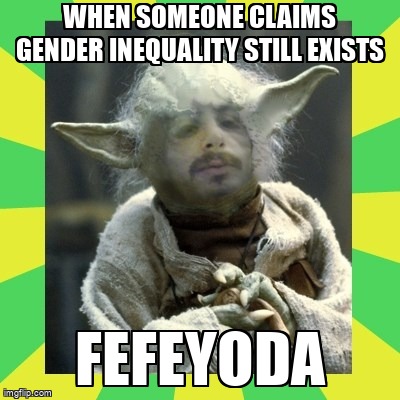 WHEN SOMEONE CLAIMS
GENDER INEQUALITY STILL EXISTS
FEFEYODA
imgflip.com